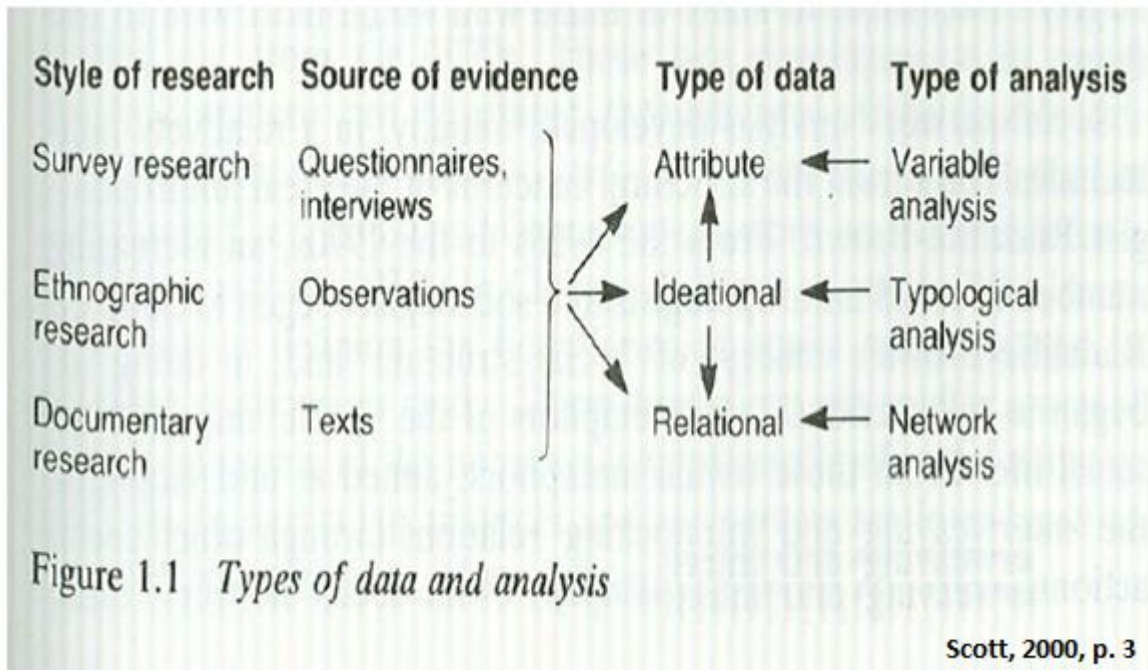 Style of research Source of evidence Type of data Type of analysis
Survey research Questionnaires, Attribute Variable
interviews analysis
Ethnographic Observations Ideational Typological
research analysis
Documentary Texts Relational Network
research analysis
Figure 1.1 Types of data and analysis
Scott, 2000, p. 3